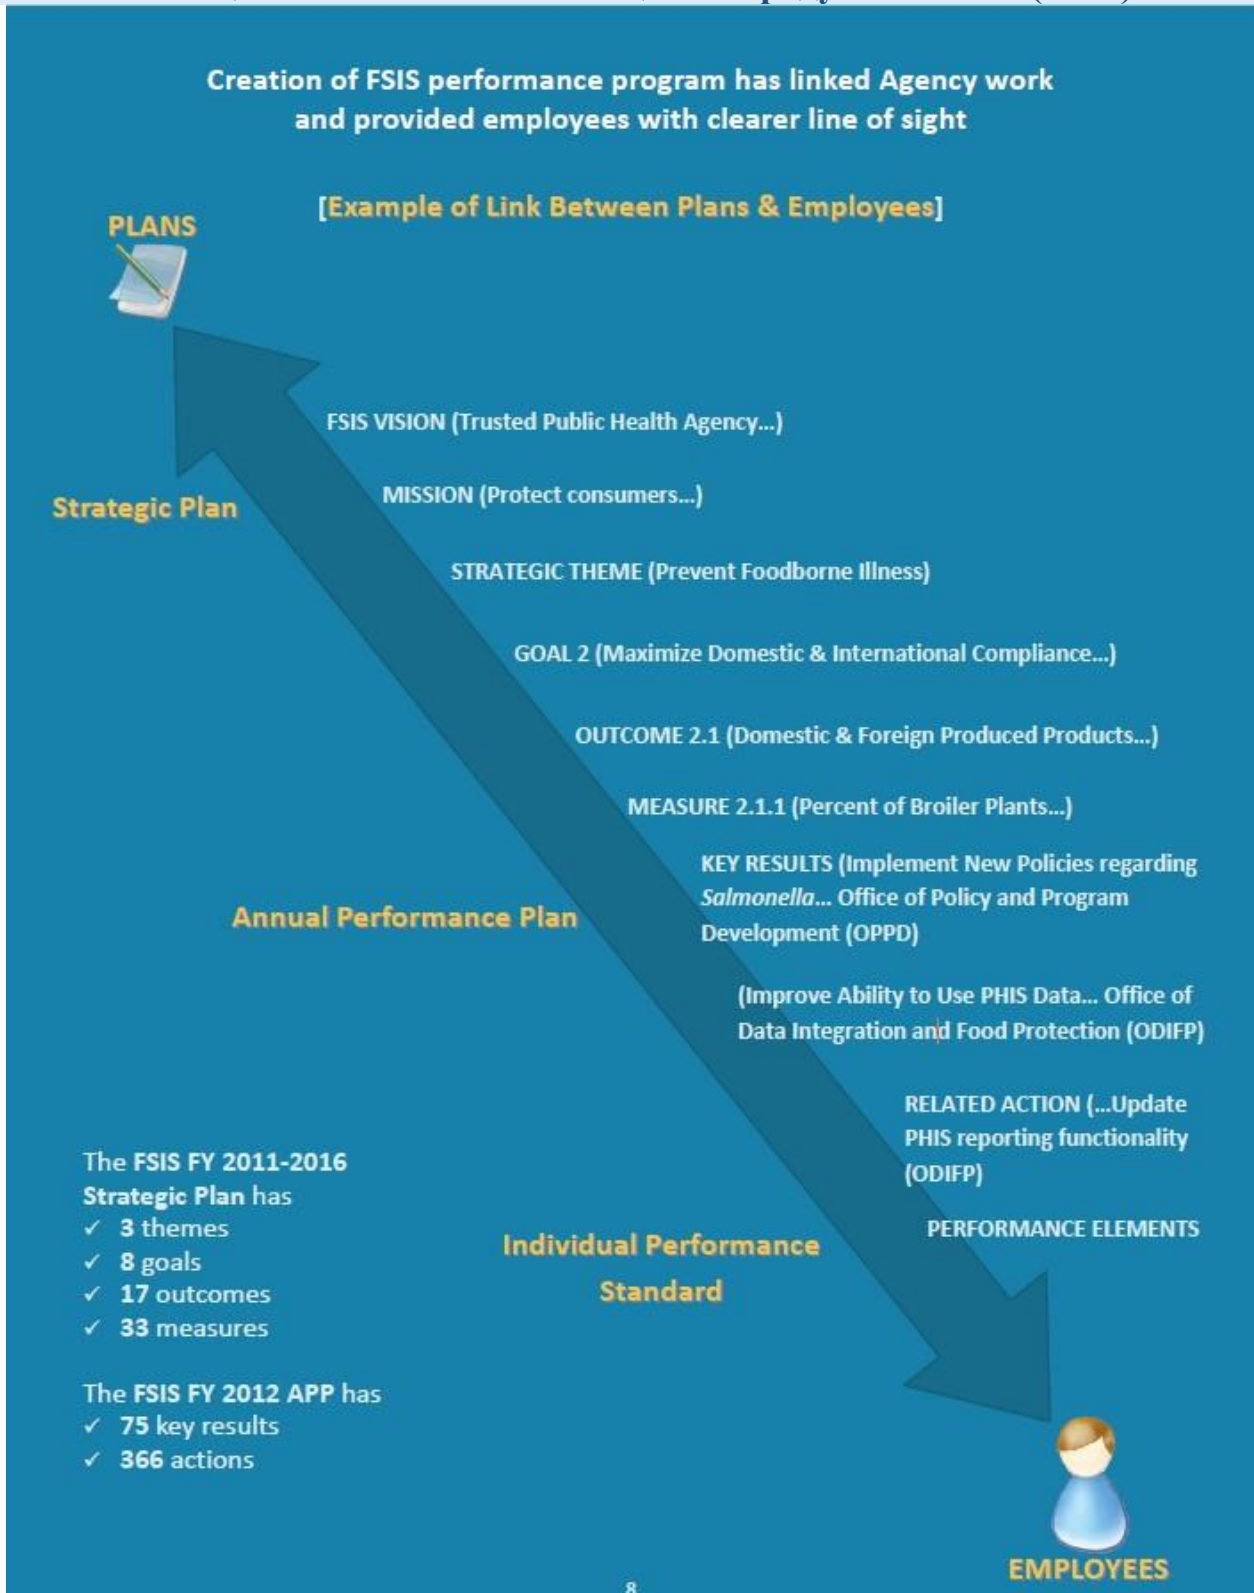 Creation of FSIS performance program has linked Agency work
and provided employees with clearer line of sight
[Example of Link Between Plans & Employees]
PLANS
FSIS VISION (Trusted Public Health Agency...)
MISSION (Protect consumers...)
Strategic Plan
STRATEGIC THEME (Prevent Foodborne Illness)
GOAL 2 (Maximize Domestic & International Compliance...)
OUTCOME 2.1 (Domestic & Foreign Produced Products...)
MEASURE 2.1.1 (Percent of Broiler Plants...)
KEY RESULTS (Implement New Policies regarding
Salmonella... Office of Policy and Program
Development (OPPD)
Annual Performance Plan
(Improve Ability to Use PHIS Data... Office of
Data Integration and Food Protection (ODIFP)
RELATED ACTION (...Update
PHIS reporting functionality
(ODIFP)
PERFORMANCE ELEMENTS
Individual Performance
Standard
The FSIS FY 2011-2016
Strategic Plan has
✓ 3 themes
✓ 8 goals
✓ 17 outcomes
✓ 33 measures
The FSIS FY 2012 APP has
✓ 75 key results
✓ 366 actions
EMPLOYEES
8